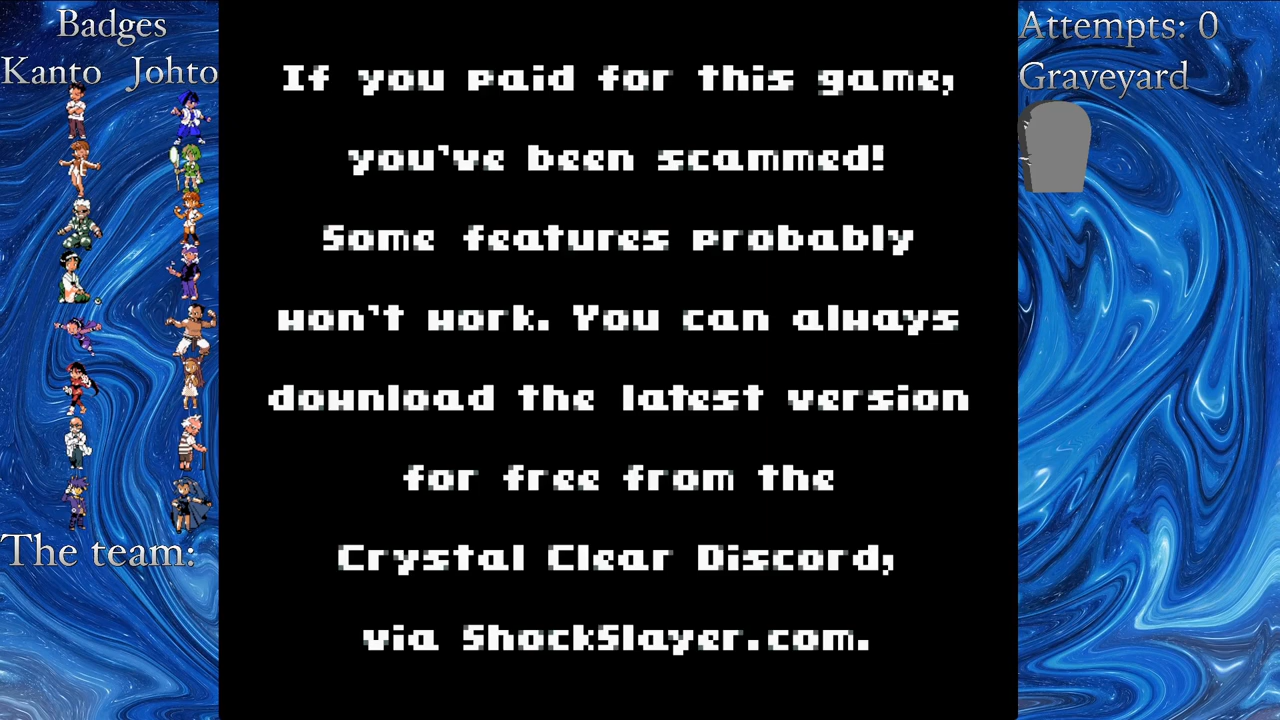 Badges
Kanto Johto
The team:
If you paid for this game,
you've been scammed!
Some features probably
won't work. You can always
download the latest version
for free from the
Crystal Clear Discord,
via ShockSlayer.com.
Attempts: 0
Graveyard